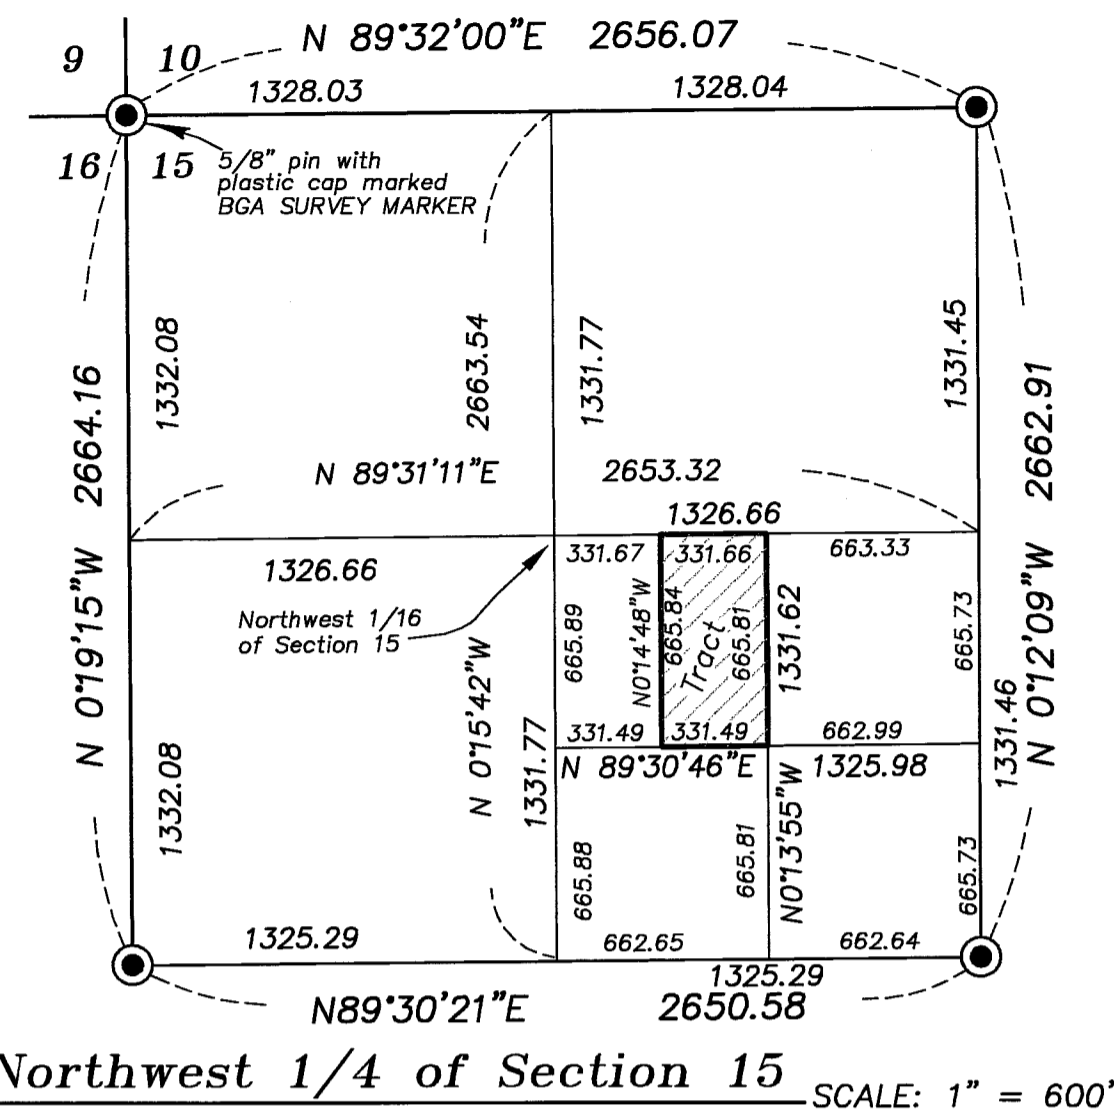 N 89°32'00"E 2656.07
9 10
1328.03 1328.04
16 15
5/8" pin with
plastic cap marked
BGA SURVEY MARKER
N 0°19'15"W 2664.16
1332.08
2663.54
1331.77
1331.45
N 0°12'09"W 2662.91
N 89°31'11"E 2653.32
1326.66
1326.66
331.67 331.66 663.33
Northwest 1/16
of Section 15
665.89
N0°14'48"W
665.84
Tract
665.81
1331.62
665.73
1331.46
N 0°15'42"W
1331.77
331.49 331.49 662.99
N 89°30'46"E 1325.98
1332.08
665.88
665.81
N0°13'55"W
665.73
1325.29 662.65 662.64
1325.29
N89°30'21"E 2650.58
Northwest 1/4 of Section 15
SCALE: 1" = 600'